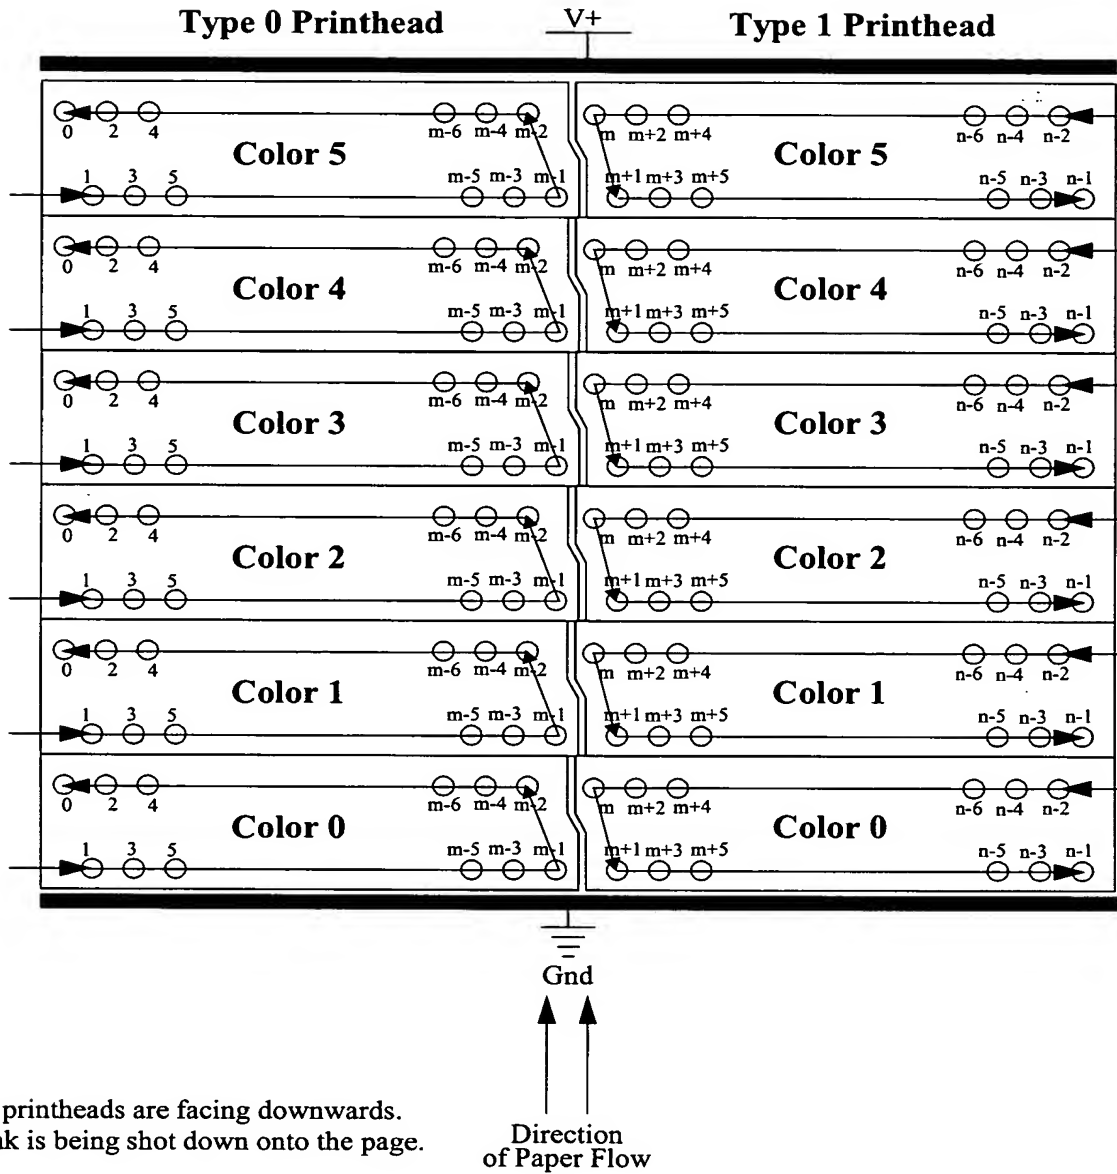 Type 0 Printhead V+ Type 1 Printhead
0 2 4 m-6 m-4 m-2 m m+2 m+4 n-6 n-4 n-2
Color 5 Color 5
1 3 5 m-5 m-3 m-1 m+1 m+3 m+5 n-5 n-3 n-1
0 2 4 m-6 m-4 m-2 m m+2 m+4 n-6 n-4 n-2
Color 4 Color 4
1 3 5 m-5 m-3 m-1 m+1 m+3 m+5 n-5 n-3 n-1
0 2 4 m-6 m-4 m-2 m m+2 m+4 n-6 n-4 n-2
Color 3 Color 3
1 3 5 m-5 m-3 m-1 m+1 m+3 m+5 n-5 n-3 n-1
0 2 4 m-6 m-4 m-2 m m+2 m+4 n-6 n-4 n-2
Color 2 Color 2
1 3 5 m-5 m-3 m-1 m+1 m+3 m+5 n-5 n-3 n-1
0 2 4 m-6 m-4 m-2 m m+2 m+4 n-6 n-4 n-2
Color 1 Color 1
1 3 5 m-5 m-3 m-1 m+1 m+3 m+5 n-5 n-3 n-1
0 2 4 m-6 m-4 m-2 m m+2 m+4 n-6 n-4 n-2
Color 0 Color 0
1 3 5 m-5 m-3 m-1 m+1 m+3 m+5 n-5 n-3 n-1
Gnd
printheads are facing downwards.
is being shot down onto the page.
Direction
of Paper Flow